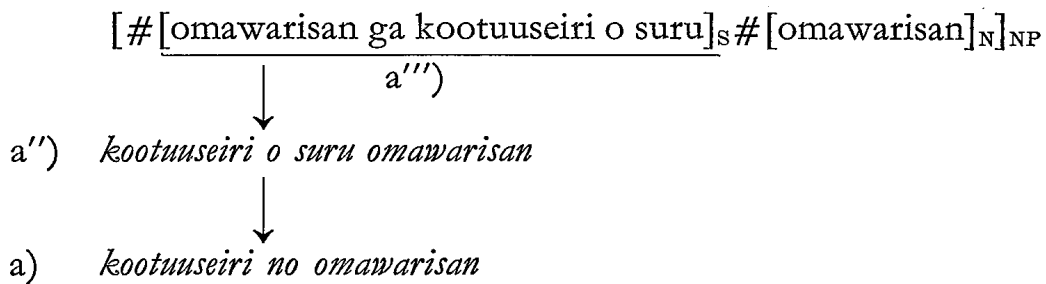 [#[omawarisan ga kootuuseiri o suru]S#[omawarisan]N]NP
a''')
a'') kootuuseiri o suru omawarisan
a) kootuuseiri no omawarisan